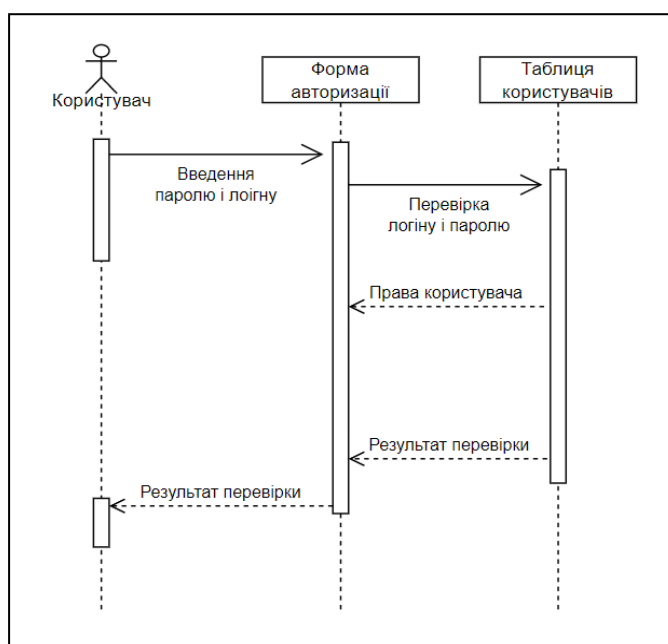 Користувач
Форма
авторизації
Таблиця
користувачів
Введення
паролю і лоігну
Перевірка
логіну і паролю
Права користувача
Результат перевірки
Результат перевірки